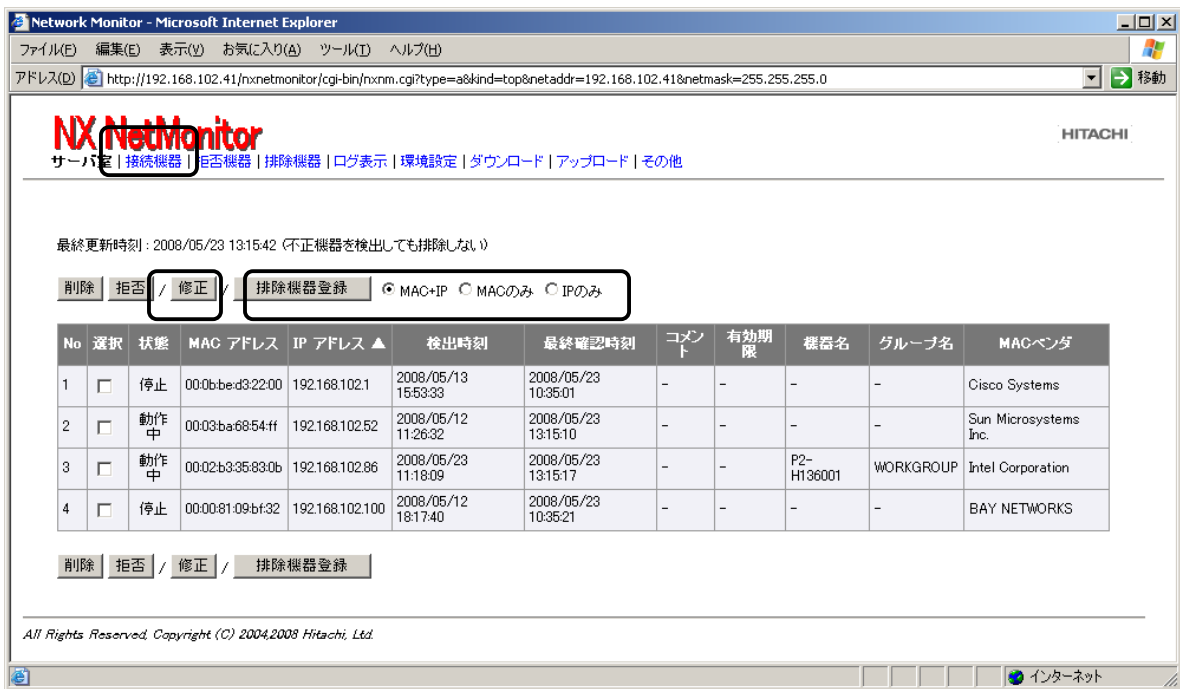 Network Monitor - Microsoft Internet Explorer
ファイル(F) 編集(E) 表示(V) お気に入り(A) ツール(T) ヘルプ(H)
アドレス(D) http://192.168.102.41/nxnetmonitor/cgi-bin/nxnm.cgi?type=a&kind=top&netaddr=192.168.102.41&netmask=255.255.255.0 移動
NX NetMonitor
HITACHI
サーバ室 | 接続機器 | 拒否機器 | 排除機器 | ログ表示 | 環境設定 | ダウンロード | アップロード | その他
最終更新時刻 : 2008/05/23 13:15:42 (不正機器を検出しても排除しない)
削除 拒否 / 修正 / 排除機器登録 MAC+IP MACのみ IPのみ
No 選択 状態 MAC アドレス IP アドレス ▲ 検出時刻 最終確認時刻 コメント 有効期限 機器名 グループ名 MACベンダ
1 停止 00:0b:be:d3:22:00 192.168.102.1 2008/05/13 15:53:33 2008/05/23 10:35:01 - - - - Cisco Systems
2 動作中 00:03:ba:68:54:ff 192.168.102.52 2008/05/12 11:26:32 2008/05/23 13:15:10 - - - - Sun Microsystems Inc.
3 動作中 00:02:b3:35:83:0b 192.168.102.86 2008/05/23 11:18:09 2008/05/23 13:15:17 - - P2-H136001 WORKGROUP Intel Corporation
4 停止 00:00:81:09:bf:32 192.168.102.100 2008/05/12 18:17:40 2008/05/23 10:35:21 - - - - BAY NETWORKS
削除 拒否 / 修正 / 排除機器登録
All Rights Reserved, Copyright (C) 2004,2008 Hitachi, Ltd.
インターネット